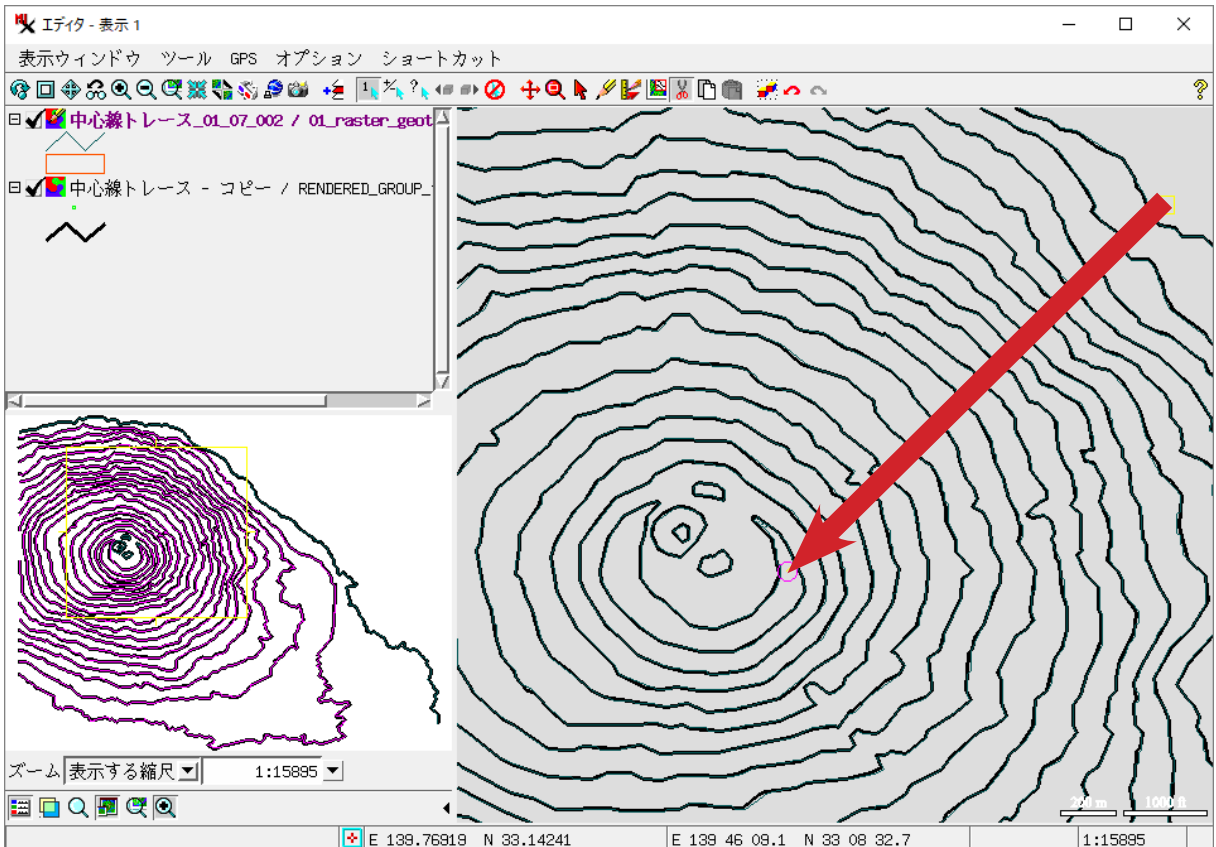 エディタ - 表示 1
表示ウィンドウ ツール GPS オプション ショートカット
中心線トレース_01_07_002 / 01_raster_geot
中心線トレース - コピー / RENDERED_GROUP_
ズーム 表示する縮尺 1:15895
200 m 1000 ft
E 139.76919 N 33.14241 E 139 46 09.1 N 33 08 32.7 1:15895